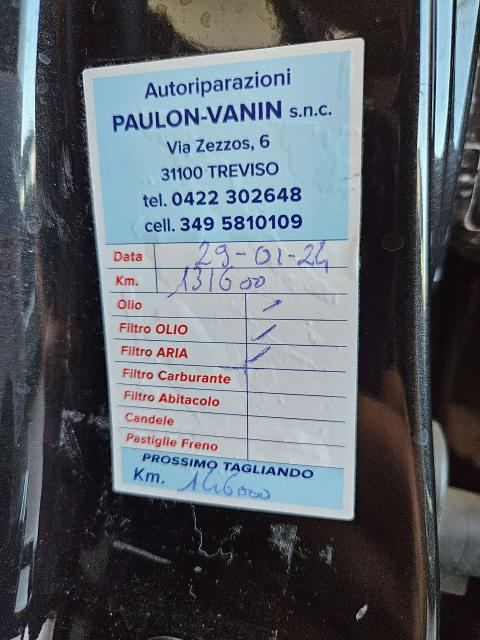 Autoriparazioni
PAULON-VANIN s.n.c.
Via Zezzos, 6
31100 TREVISO
tel. 0422 302648
cell. 349 5810109
Data 29-01-24
Km. 131600
Olio
Filtro OLIO
Filtro ARIA
Filtro Carburante
Filtro Abitacolo
Candele
Pastiglie Freno
PROSSIMO TAGLIANDO
Km. 146000